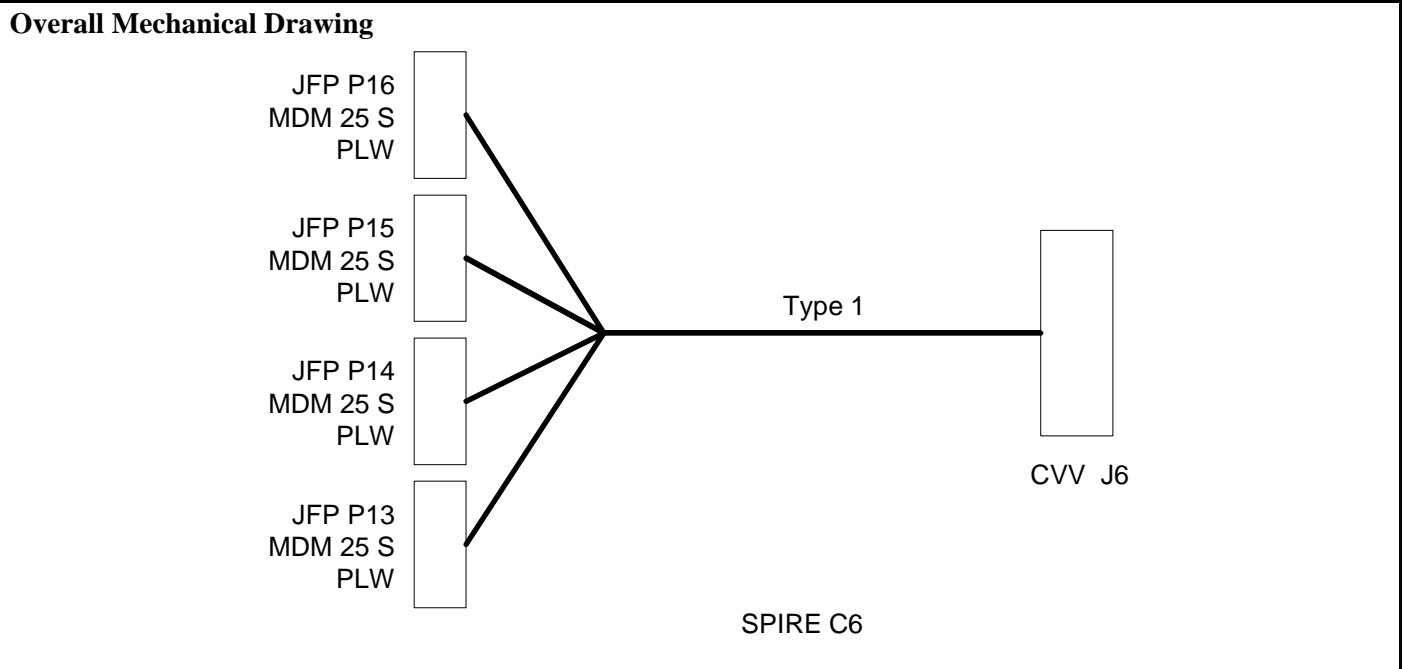 Overall Mechanical Drawing
JFP P16
MDM 25 S
PLW
JFP P15
MDM 25 S
PLW
JFP P14
MDM 25 S
PLW
JFP P13
MDM 25 S
PLW
Type 1
CVV J6
SPIRE C6